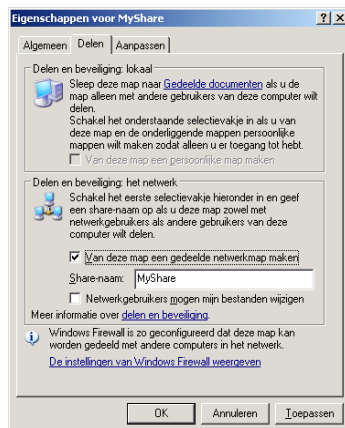 Eigenschappen voor MyShare
Algemeen Delen Aanpassen
Delen en beveiliging: lokaal
Sleep deze map naar Gedeelde documenten als u de
map alleen met andere gebruikers van deze computer wilt
delen.
Schakel het onderstaande selectievakje in als u van
deze map en de onderliggende mappen persoonlijke
mappen wilt maken zodat alleen u er toegang tot hebt.
Van deze map een persoonlijke map maken
Delen en beveiliging: het netwerk
Schakel het eerste selectievakje hieronder in en geef
een share-naam op als u deze map zowel met
netwerkgebruikers als andere gebruikers van deze
computer wilt delen.
Van deze map een gedeelde netwerkmap maken
Share-naam: MyShare
Netwerkgebruikers mogen mijn bestanden wijzigen
Meer informatie over delen en beveiliging.
Windows Firewall is zo geconfigureerd dat deze map kan
worden gedeeld met andere computers in het netwerk.
De instellingen van Windows Firewall weergeven
OK Annuleren Toepassen